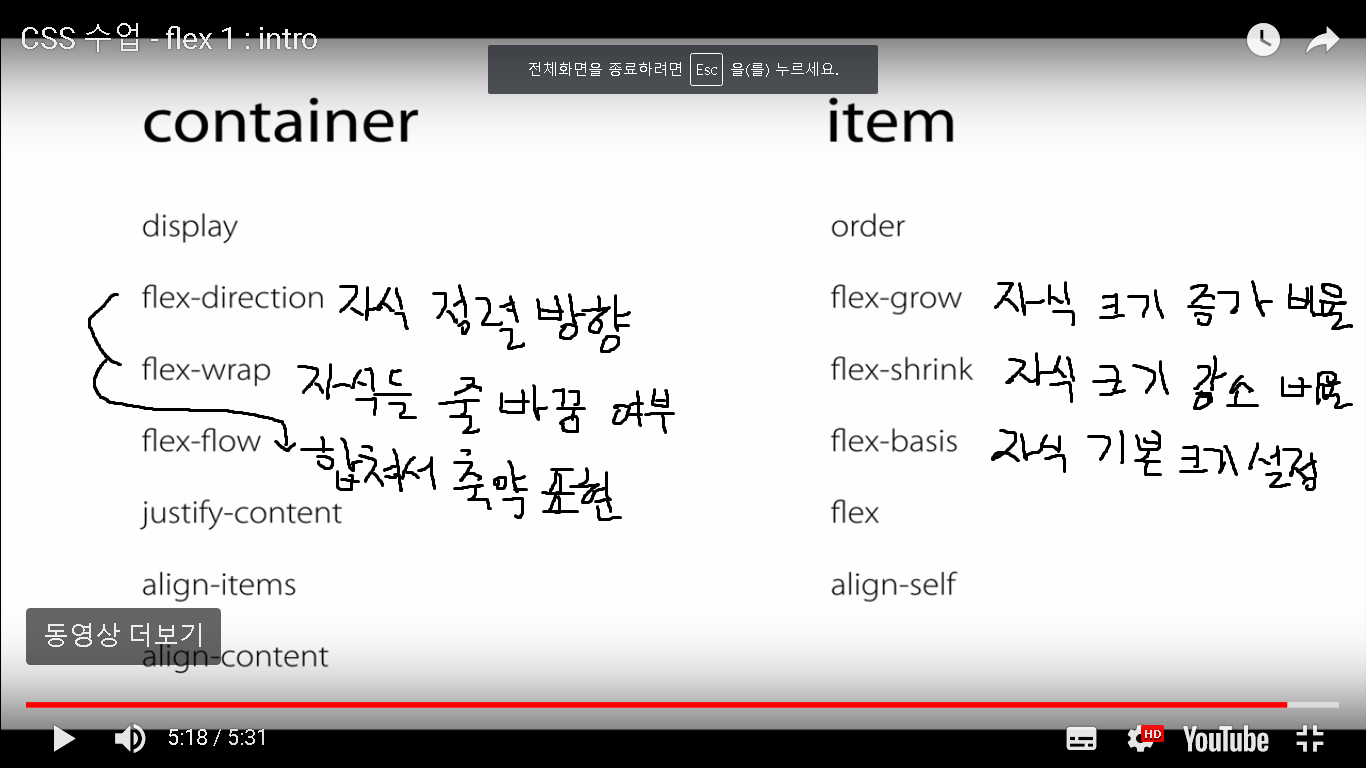 CSS 수업 - flex 1 : intro
전체화면을 종료하려면 Esc 을(를) 누르세요.
container
display
flex-direction 자식 정렬 방향
flex-wrap 자식들 줄 바꿈 여부
flex-flow 합쳐서 축약 표현
justify-content
align-items
align-content
item
order
flex-grow 자식 크기 증가 비율
flex-shrink 자식 크기 감소 비율
flex-basis 자식 기본 크기 설정
flex
align-self
동영상 더보기
5:18 / 5:31
HD
YouTube